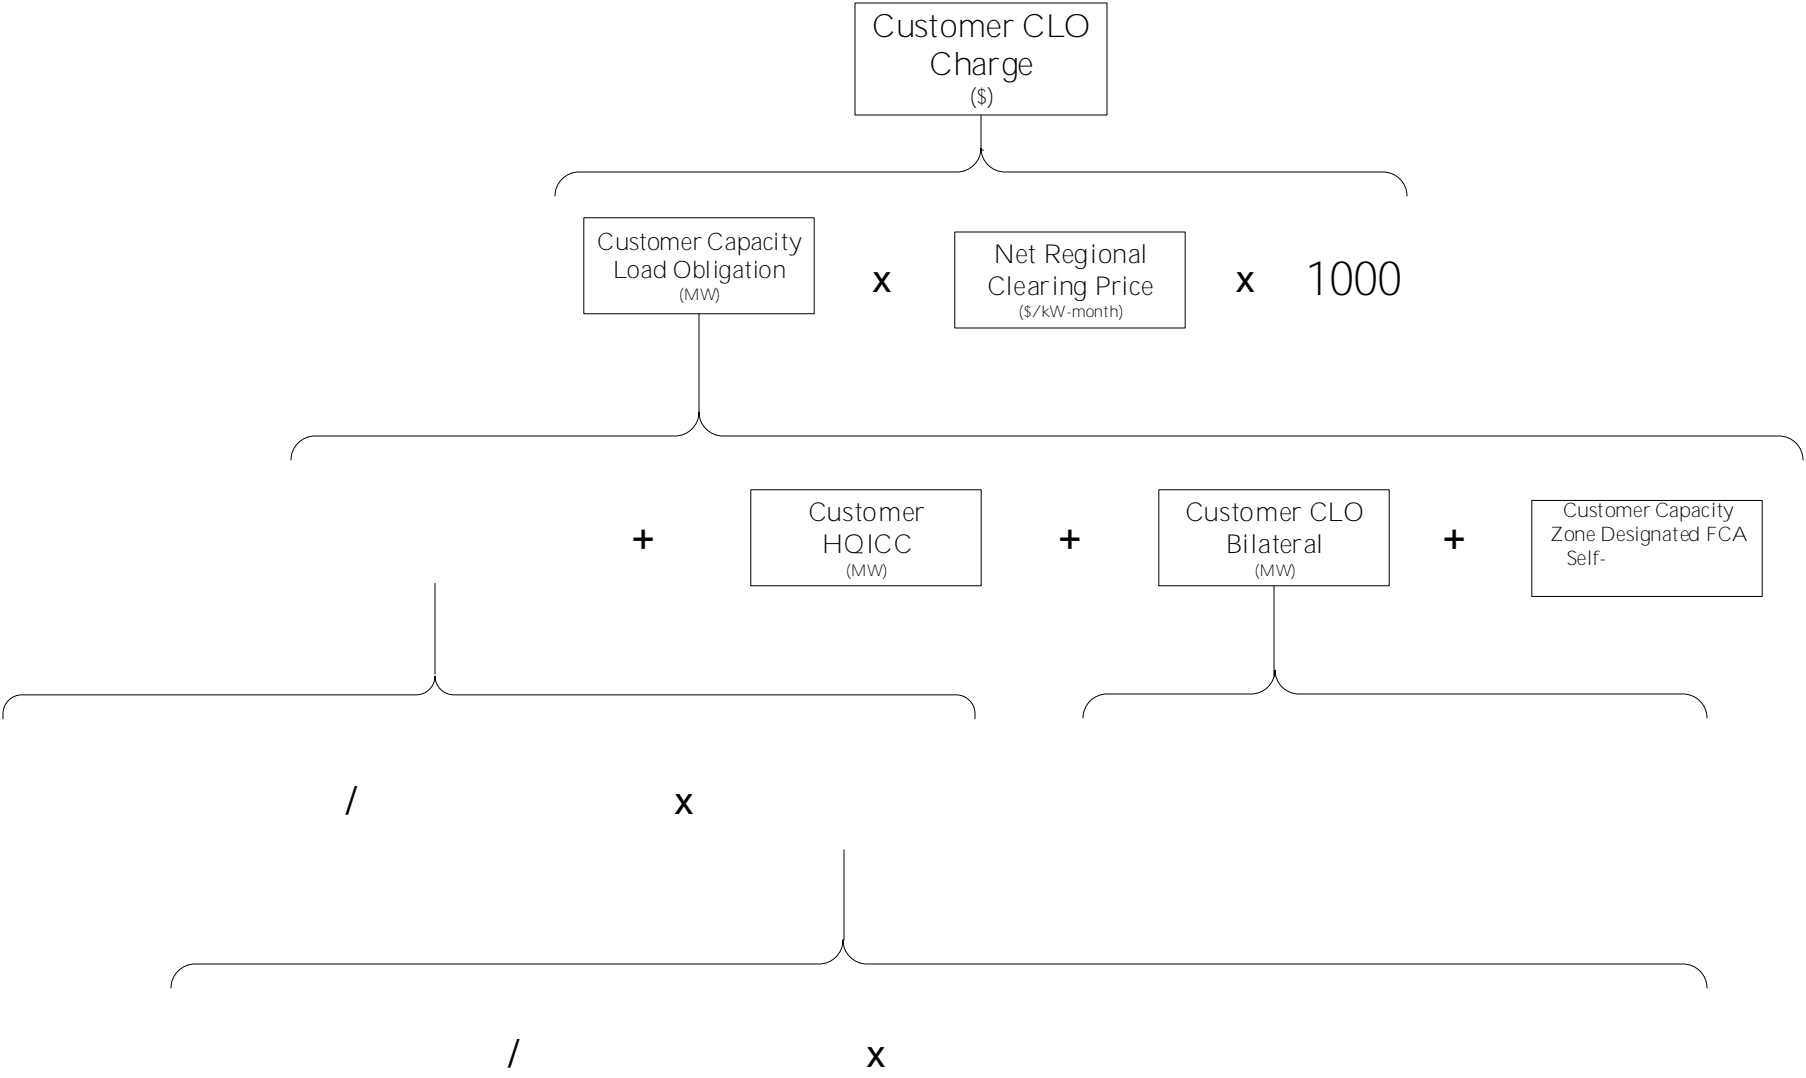 Customer CLO
Charge
($)
Customer Capacity
Load Obligation
(MW)
x
Net Regional
Clearing Price
($/kW-month)
x
1000
+
Customer
HQICC
(MW)
+
Customer CLO
Bilateral
(MW)
+
Customer Capacity
Zone Designated FCA
Self-
/
x
/
x